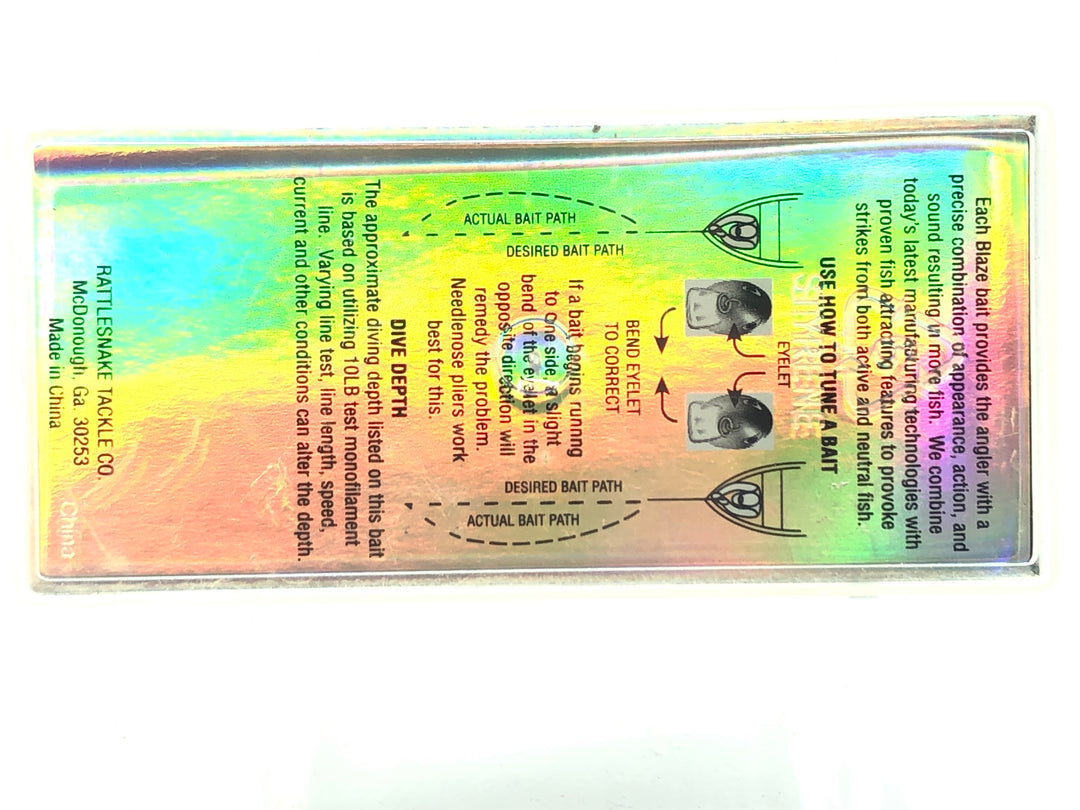 Each Blaze bait provides the angler with a
precise combination of appearance, action, and
sound resulting in more fish. We combine
today's latest manufacturing technologies with
proven fish attracting features to provoke
strikes from both active and neutral fish.
USE HOW TO TUNE A BAIT
EYELET
BEND EYELET
TO CORRECT
ACTUAL BAIT PATH
DESIRED BAIT PATH
DESIRED BAIT PATH
ACTUAL BAIT PATH
If a bait begins running
to one side, a slight
bend of the eyelet in the
opposite direction will
remedy the problem.
Needlenose pliers work
best for this.
DIVE DEPTH
The approximate diving depth listed on this bait
is based on utilizing 10LB test monofilament
line. Varying line test, line length, speed,
current and other conditions can alter the depth.
RATTLESNAKE TACKLE CO.
McDonough, Ga. 30253
Made in China
China